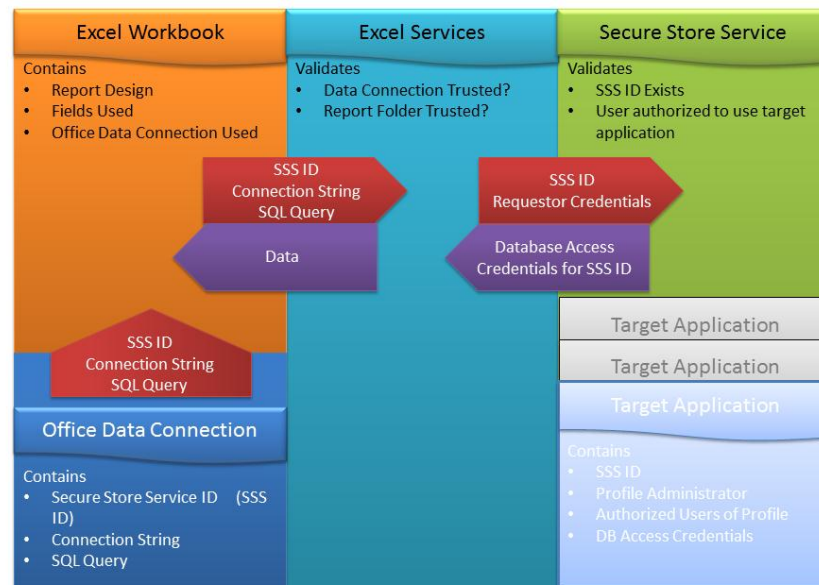 Excel Workbook
Contains
• Report Design
• Fields Used
• Office Data Connection Used
Excel Services
Validates
• Data Connection Trusted?
• Report Folder Trusted?
Secure Store Service
Validates
• SSS ID Exists
• User authorized to use target
application
SSS ID
Connection String
SQL Query
Data
SSS ID
Requestor Credentials
Database Access
Credentials for SSS ID
SSS ID
Connection String
SQL Query
Office Data Connection
Contains
• Secure Store Service ID (SSS
ID)
• Connection String
• SQL Query
Target Application
Target Application
Target Application
Contains
• SSS ID
• Profile Administrator
• Authorized Users of Profile
• DB Access Credentials